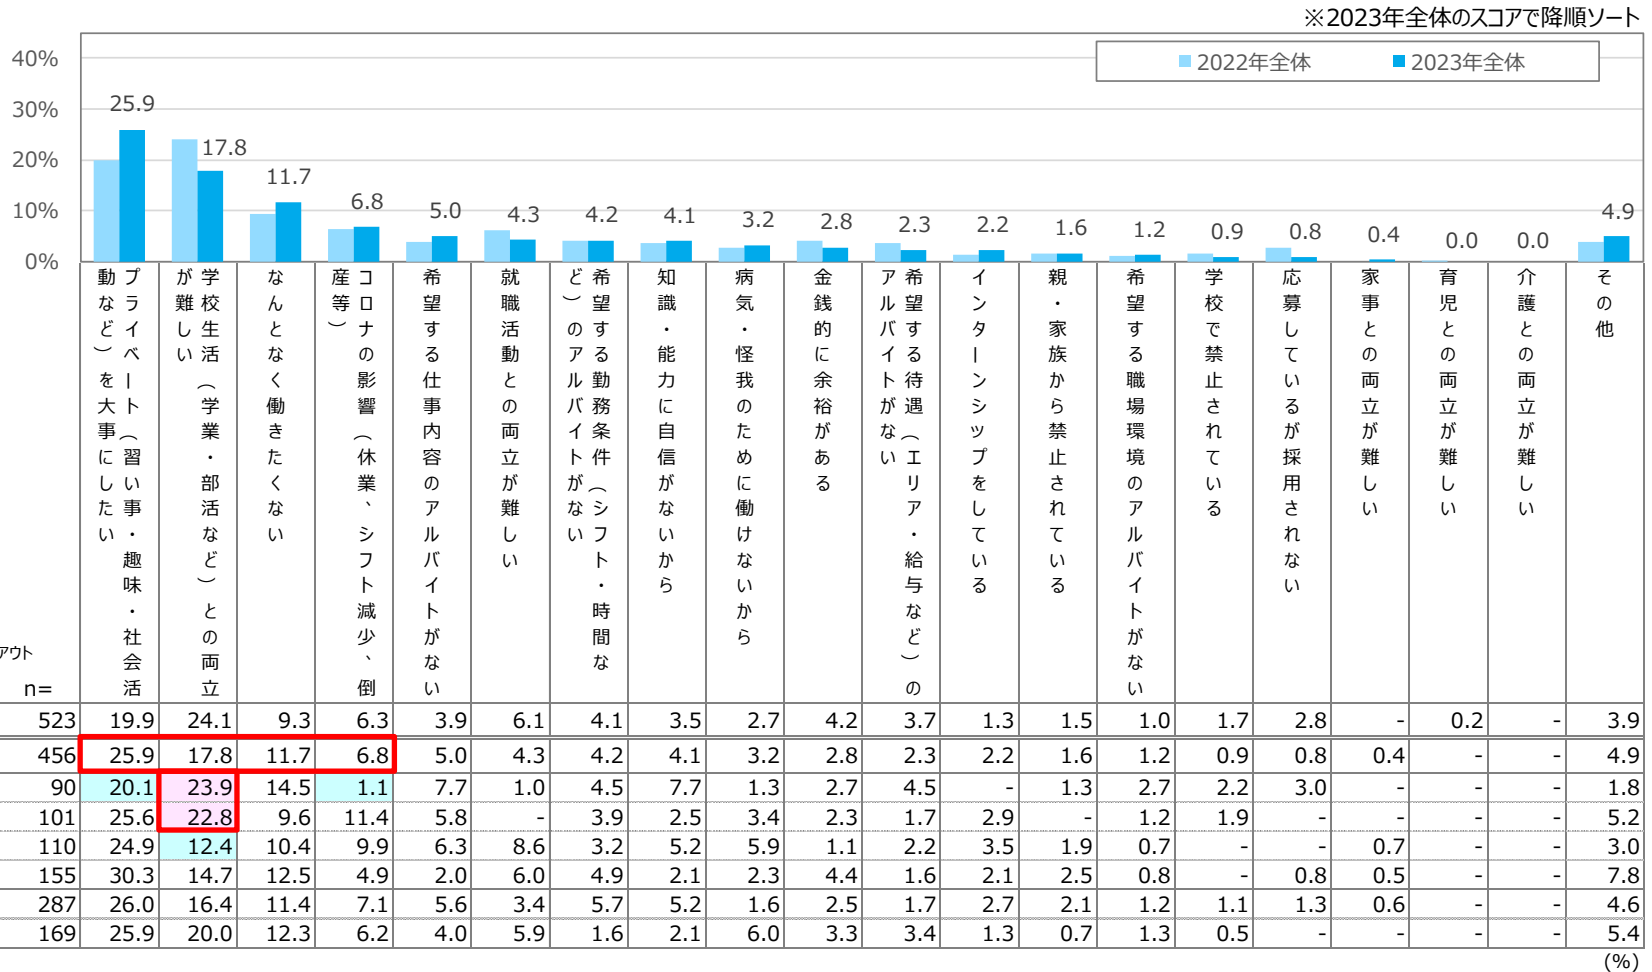 ※2023年全体のスコアで降順ソート
2022年全体
2023年全体
40%
30%
20%
10%
0%
25.9
17.8
11.7
6.8
5.0
4.3
4.2
4.1
3.2
2.8
2.3
2.2
1.6
1.2
0.9
0.8
0.4
0.0
0.0
4.9
プライベート（習い事・趣味・社会活
動など）を大事にしたい
学校生活（学業・部活など）との両立
が難しい
なんとなく働きたくない
コロナの影響（休業、シフト減少、倒
産等）
希望する仕事内容のアルバイトがない
就職活動との両立が難しい
希望する勤務条件（シフト・時間な
ど）のアルバイトがない
知識・能力に自信がないから
病気・怪我のために働けないから
金銭的に余裕がある
希望する待遇（エリア・給与など）の
アルバイトがない
インターンシップをしている
親・家族から禁止されている
希望する職場環境のアルバイトがない
学校で禁止されている
応募しているが採用されない
家事との両立が難しい
育児との両立が難しい
介護との両立が難しい
その他
アウト
n=
523 19.9 24.1 9.3 6.3 3.9 6.1 4.1 3.5 2.7 4.2 3.7 1.3 1.5 1.0 1.7 2.8 - 0.2 - 3.9
456 25.9 17.8 11.7 6.8 5.0 4.3 4.2 4.1 3.2 2.8 2.3 2.2 1.6 1.2 0.9 0.8 0.4 - - 4.9
90 20.1 23.9 14.5 1.1 7.7 1.0 4.5 7.7 1.3 2.7 4.5 - 1.3 2.7 2.2 3.0 - - - 1.8
101 25.6 22.8 9.6 11.4 5.8 - 3.9 2.5 3.4 2.3 1.7 2.9 - 1.2 1.9 - - - - 5.2
110 24.9 12.4 10.4 9.9 6.3 8.6 3.2 5.2 5.9 1.1 2.2 3.5 1.9 0.7 - - 0.7 - - 3.0
155 30.3 14.7 12.5 4.9 2.0 6.0 4.9 2.1 2.3 4.4 1.6 2.1 2.5 0.8 - 0.8 0.5 - - 7.8
287 26.0 16.4 11.4 7.1 5.6 3.4 5.7 5.2 1.6 2.5 1.7 2.7 2.1 1.2 1.1 1.3 0.6 - - 4.6
169 25.9 20.0 12.3 6.2 4.0 5.9 1.6 2.1 6.0 3.3 3.4 1.3 0.7 1.3 0.5 - - - - 5.4
(%)